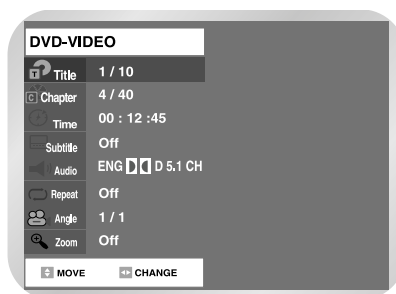 DVD-VIDEO
T Title 1 / 10
C Chapter 4 / 40
Time 00 : 12 :45
Subtitle Off
Audio ENG D 5.1 CH
Repeat Off
Angle 1 / 1
Zoom Off
MOVE CHANGE